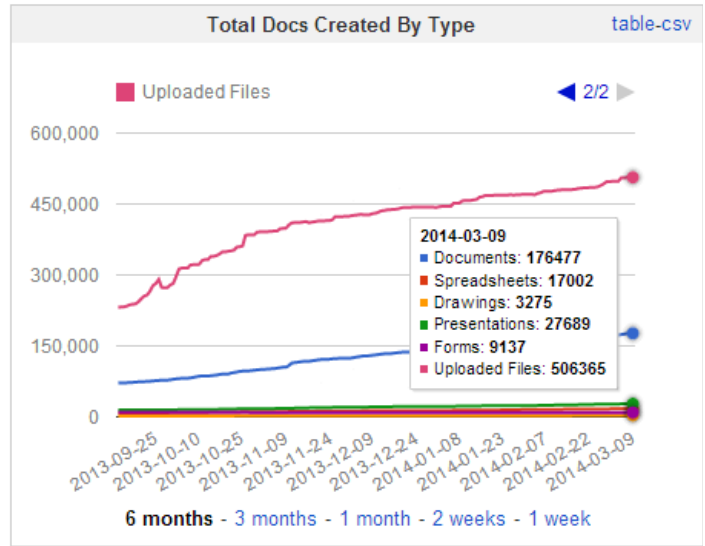 Total Docs Created By Type
table-csv
Uploaded Files
2/2
600,000
450,000
300,000
150,000
0
2014-03-09
Documents: 176477
Spreadsheets: 17002
Drawings: 3275
Presentations: 27689
Forms: 9137
Uploaded Files: 506365
2013-09-25
2013-10-10
2013-10-25
2013-11-09
2013-11-24
2013-12-09
2013-12-24
2014-01-08
2014-01-23
2014-02-07
2014-02-22
2014-03-09
6 months - 3 months - 1 month - 2 weeks - 1 week